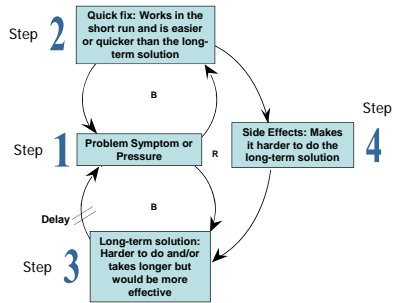 Step 2
Quick fix: Works in the
short run and is easier
or quicker than the long-
term solution
B
Step
4
Step 1
Problem Symptom or
Pressure
R
Side Effects: Makes
it harder to do the
long-term solution
B
Delay
Step 3
Long-term solution:
Harder to do and/or
takes longer but
would be more
effective